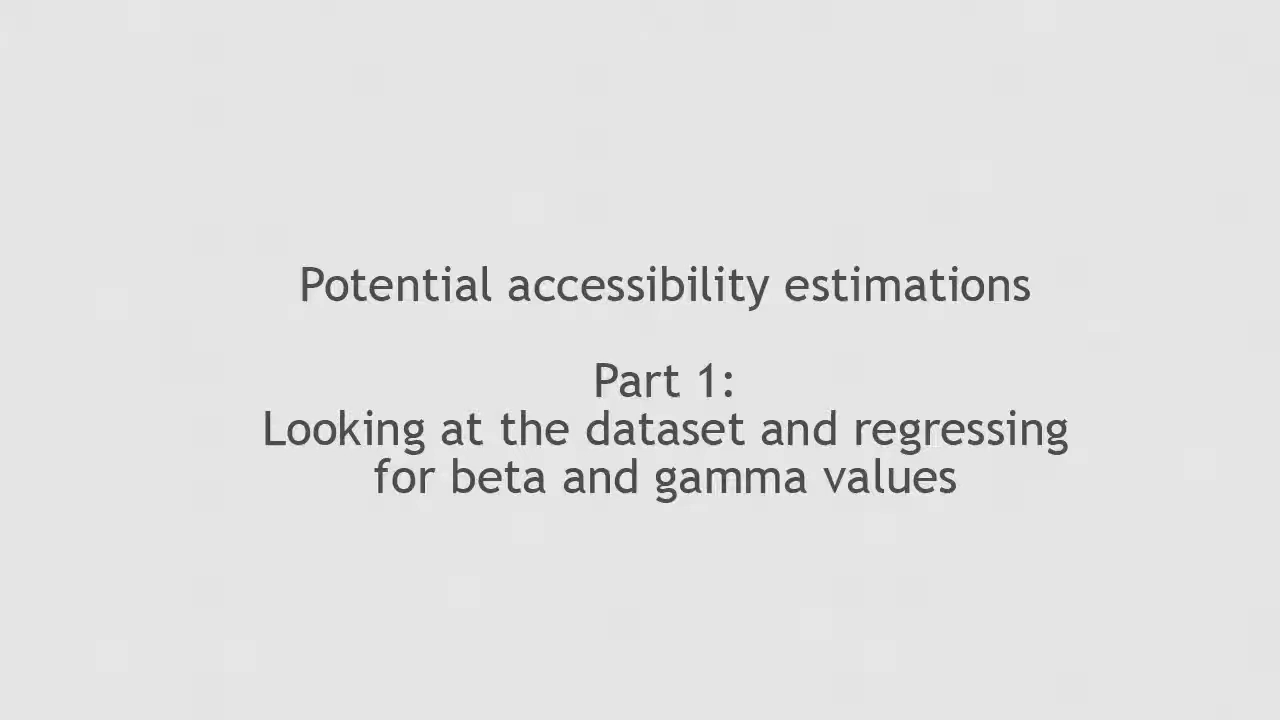 Potential accessibility estimations
Part 1:
Looking at the dataset and regressing
for beta and gamma values